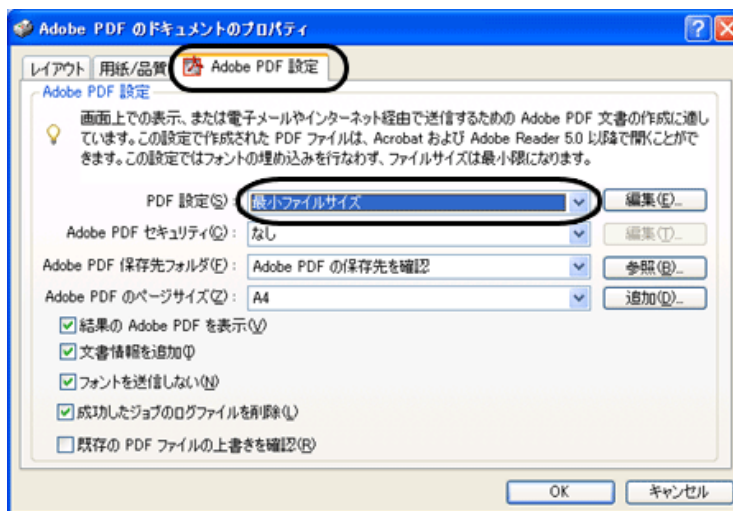 Adobe PDF のドキュメントのプロパティ
レイアウト 用紙/品質 Adobe PDF 設定
Adobe PDF 設定
画面上での表示、または電子メールやインターネット経由で送信するための Adobe PDF 文書の作成に適し
ています。この設定で作成された PDF ファイルは、Acrobat および Adobe Reader 5.0 以降で開くことがで
きます。この設定ではフォントの埋め込みを行なわず、ファイルサイズは最小限になります。
PDF 設定(S): 最小ファイルサイズ 編集(E)...
Adobe PDF セキュリティ(C): なし 編集(T)...
Adobe PDF 保存先フォルダ(F): Adobe PDF の保存先を確認 参照(B)...
Adobe PDF のページサイズ(Z): A4 追加(D)...
結果の Adobe PDF を表示(V)
文書情報を追加(I)
フォントを送信しない(N)
成功したジョブのログファイルを削除(L)
既存の PDF ファイルの上書きを確認(R)
OK キャンセル